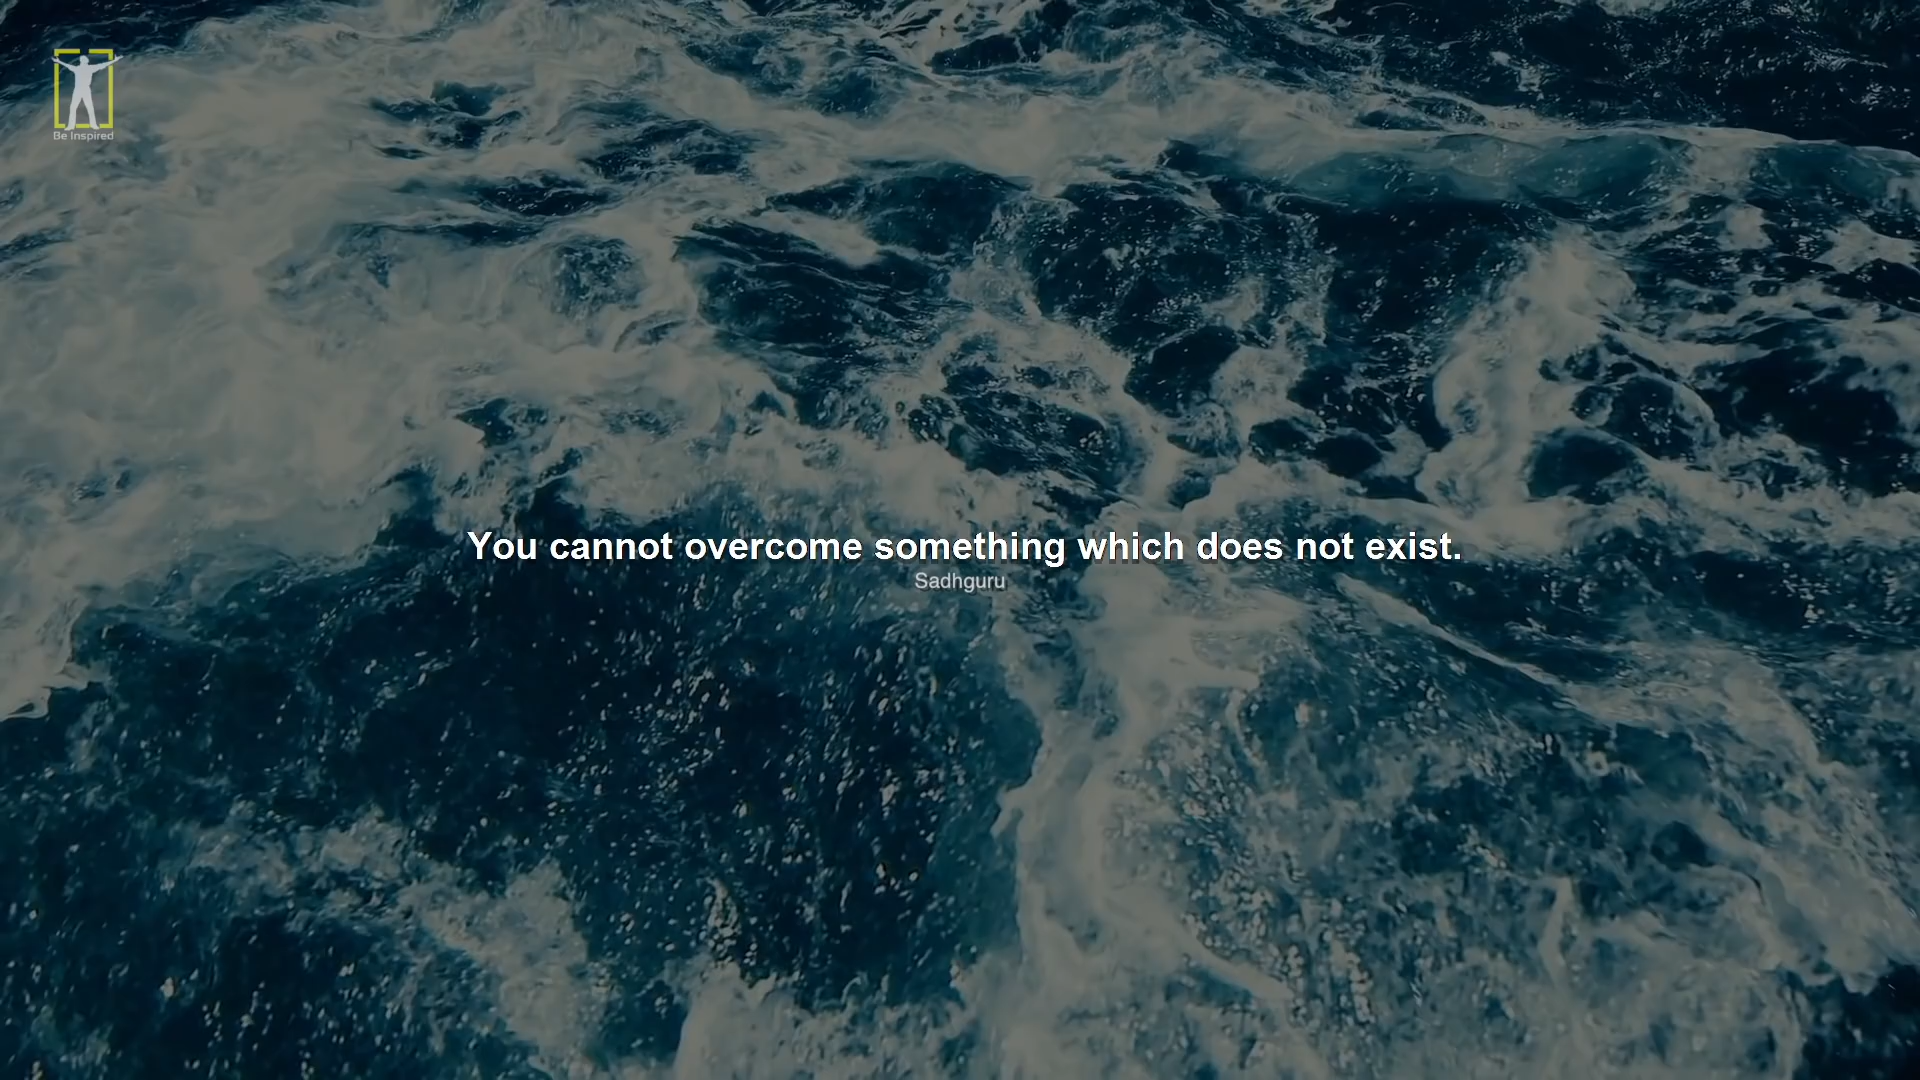 Be Inspired
You cannot overcome something which does not exist.
Sadhguru